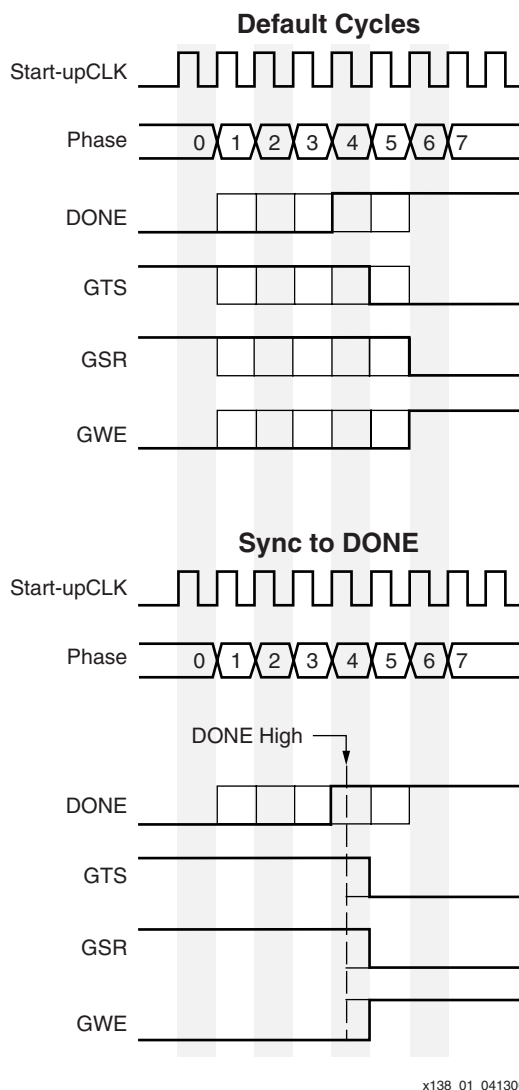 Default Cycles
Start-upCLK
Phase 0 1 2 3 4 5 6 7
DONE
GTS
GSR
GWE
Sync to DONE
Start-upCLK
Phase 0 1 2 3 4 5 6 7
DONE High
DONE
GTS
GSR
GWE
x138_01_04130